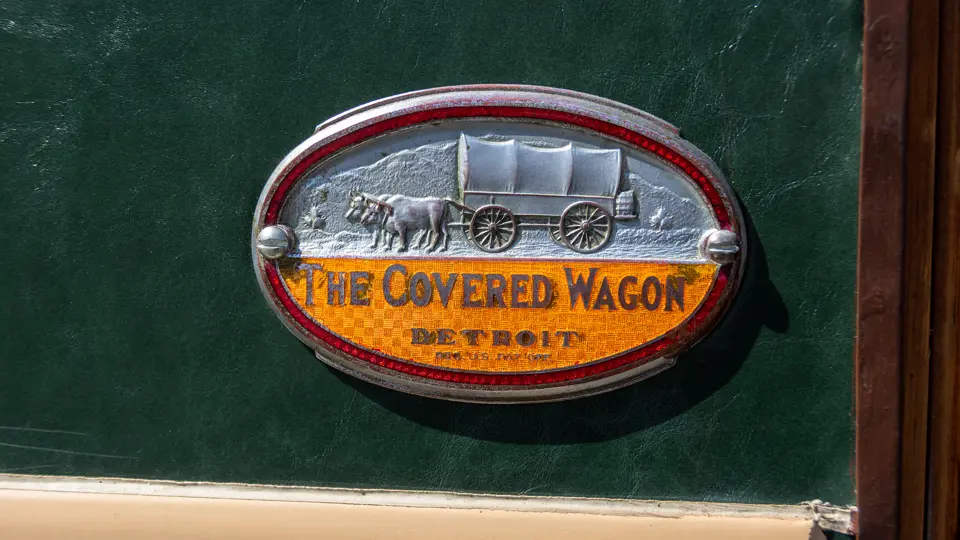 THE COVERED WAGON
DETROIT
U.S.